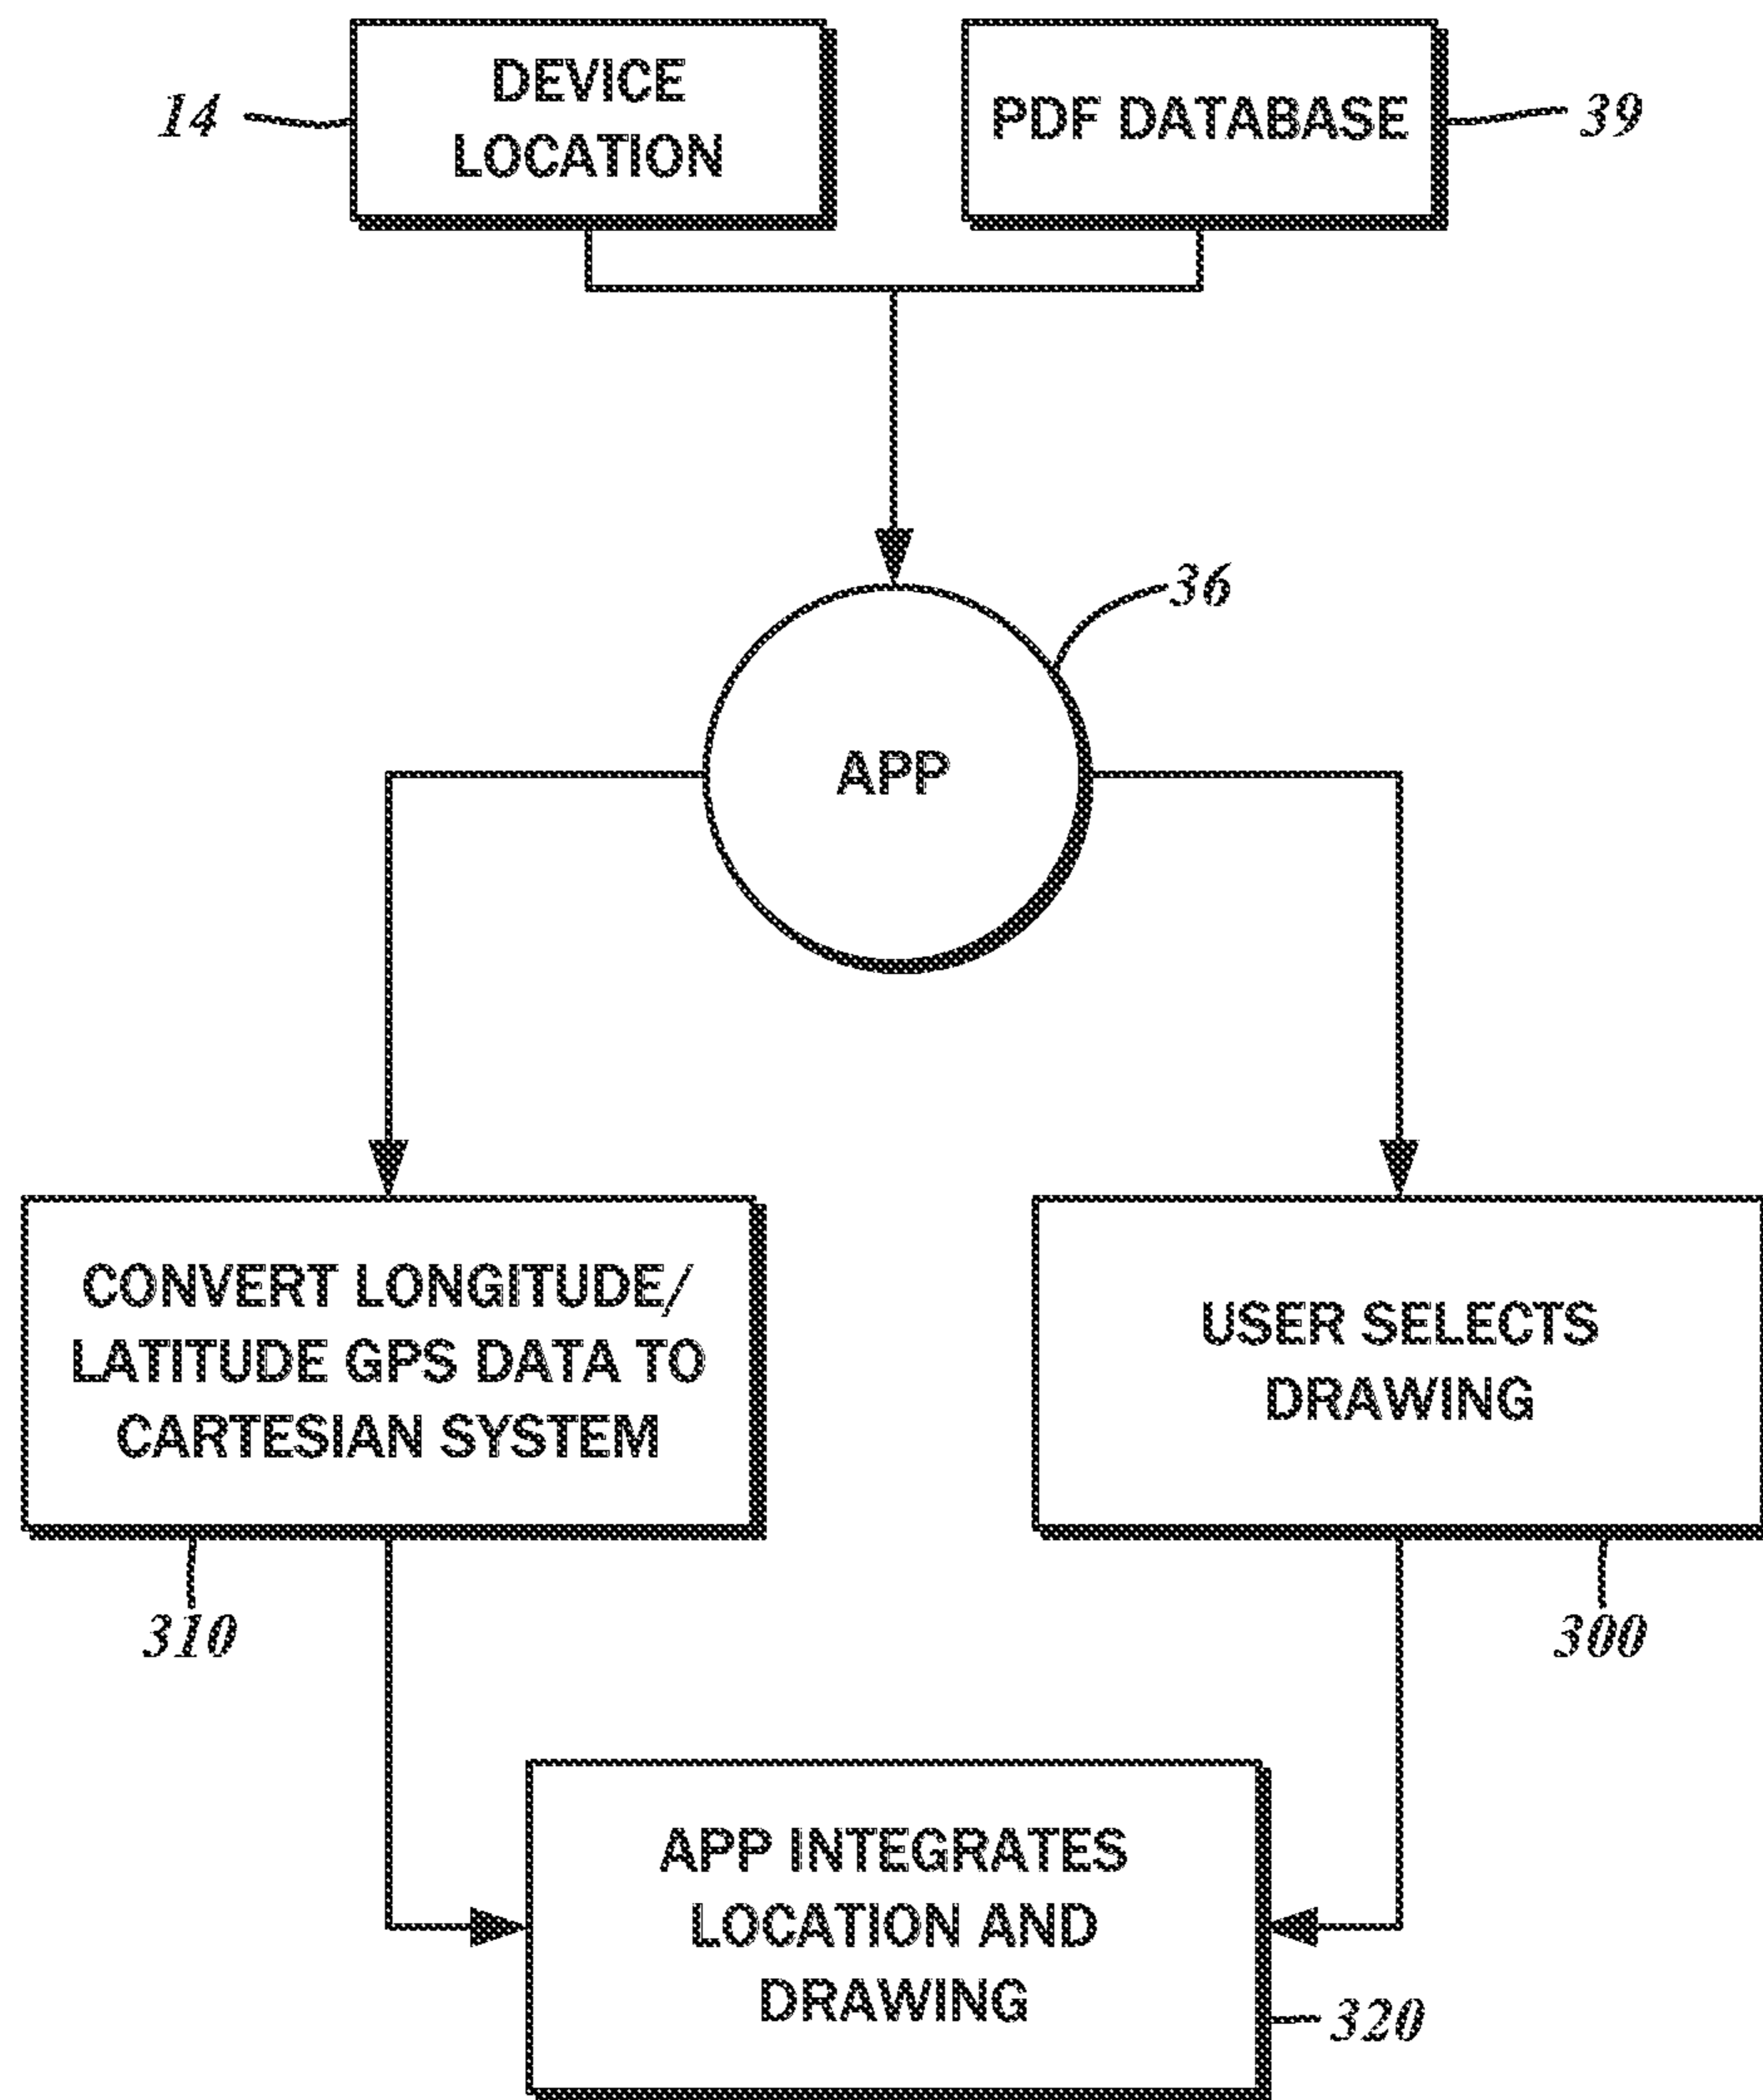 14
DEVICE
LOCATION
PDF DATABASE
39
36
APP
CONVERT LONGITUDE/
LATITUDE GPS DATA TO
CARTESIAN SYSTEM
USER SELECTS
DRAWING
310
300
APP INTEGRATES
LOCATION AND
DRAWING
320